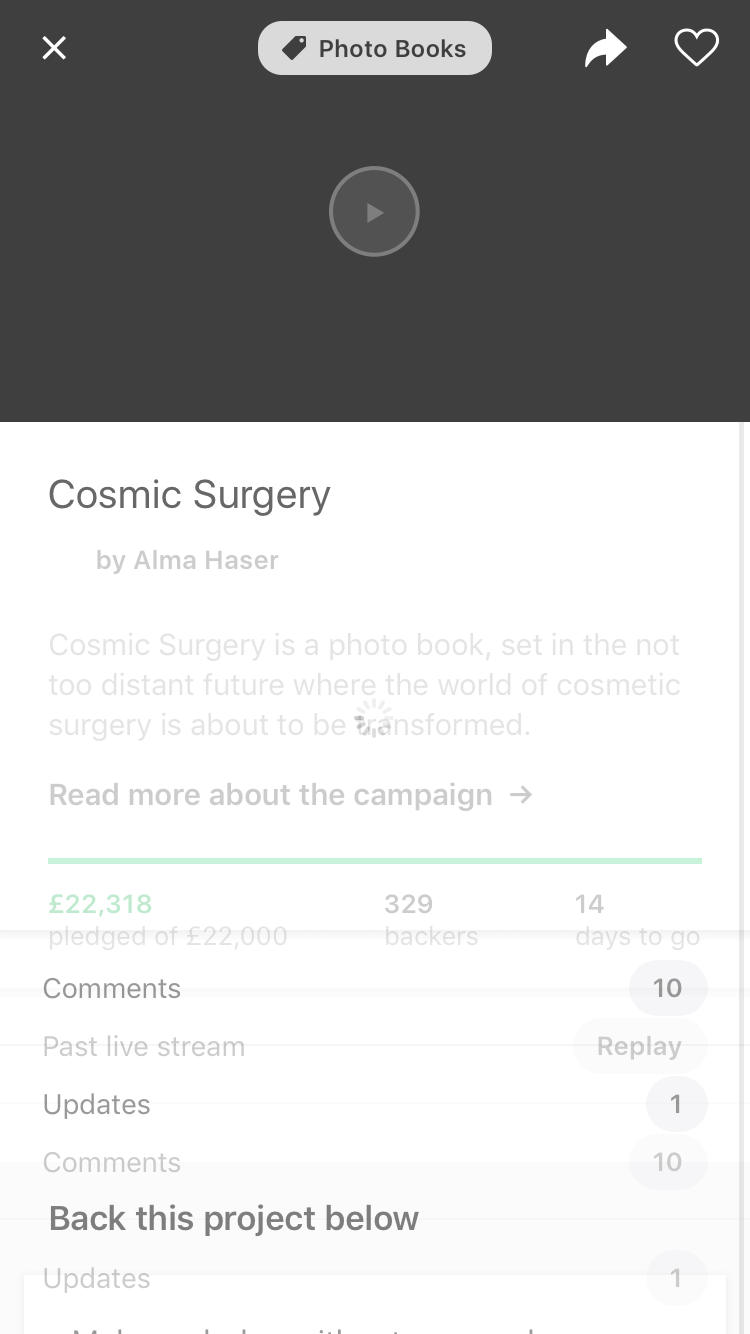 Photo Books
Cosmic Surgery
by Alma Haser
Cosmic Surgery is a photo book, set in the not
too distant future where the world of cosmetic
surgery is about to be transformed.
Read more about the campaign →
£22,318 329 14
pledged of £22,000 backers days to go
Comments 10
Past live stream Replay
Updates 1
Comments 10
Back this project below
Updates 1